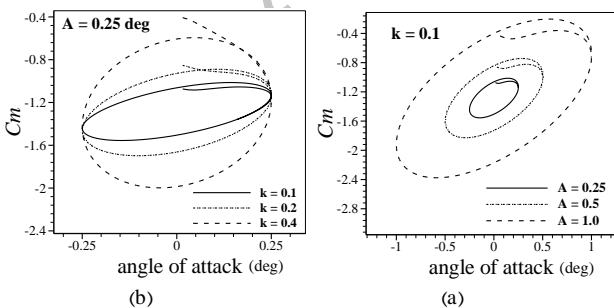 A = 0.25 deg
Cm
-0.4
-0.8
-1.2
-1.6
-2
-2.4
k = 0.1
k = 0.2
k = 0.4
-0.25
0
0.25
angle of attack (deg)
(b)
k = 0.1
Cm
-0.4
-0.8
-1.2
-1.6
-2
-2.4
-2.8
A = 0.25
A = 0.5
A = 1.0
-1
-0.5
0
0.5
1
angle of attack (deg)
(a)